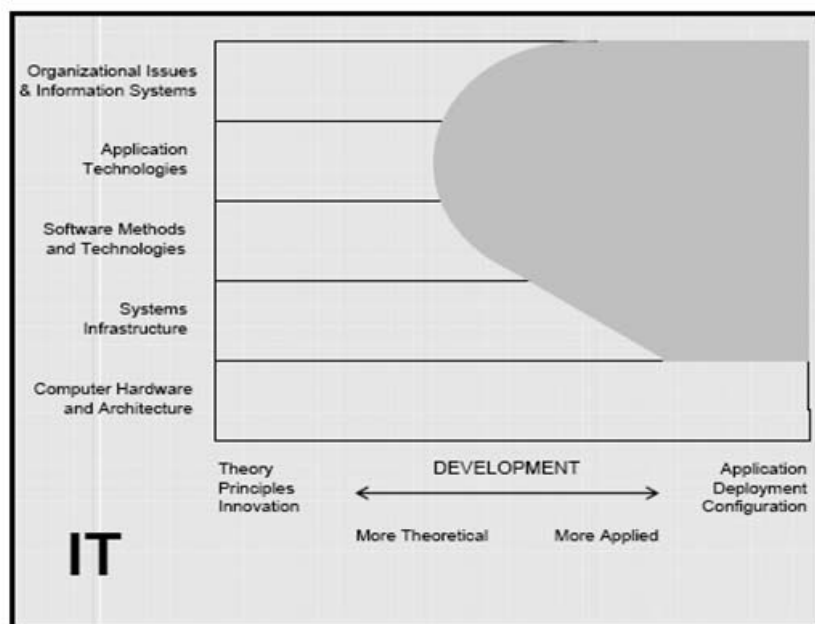 Organizational Issues
& Information Systems
Application
Technologies
Software Methods
and Technologies
Systems
Infrastructure
Computer Hardware
and Architecture
Theory
Principles
Innovation
DEVELOPMENT
Application
Deployment
Configuration
More Theoretical
More Applied
IT